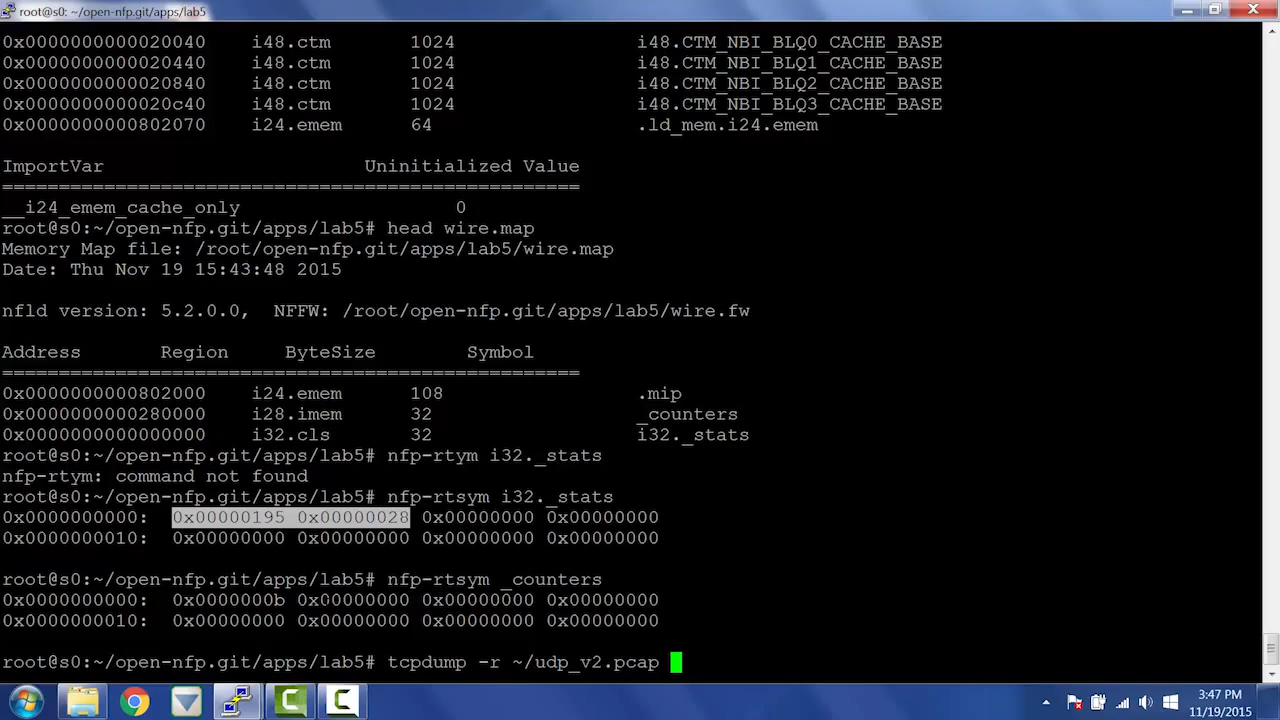 root@s0: ~/open-nfp.git/apps/lab5
0x0000000000020040 i48.ctm 1024 i48.CTM_NBI_BLQ0_CACHE_BASE
0x0000000000020440 i48.ctm 1024 i48.CTM_NBI_BLQ1_CACHE_BASE
0x0000000000020840 i48.ctm 1024 i48.CTM_NBI_BLQ2_CACHE_BASE
0x0000000000020c40 i48.ctm 1024 i48.CTM_NBI_BLQ3_CACHE_BASE
0x0000000000802070 i24.emem 64 .ld_mem.i24.emem
ImportVar Uninitialized Value
===================================================
__i24_emem_cache_only 0
root@s0:~/open-nfp.git/apps/lab5# head wire.map
Memory Map file: /root/open-nfp.git/apps/lab5/wire.map
Date: Thu Nov 19 15:43:48 2015
nfld version: 5.2.0.0, NFFW: /root/open-nfp.git/apps/lab5/wire.fw
Address Region ByteSize Symbol
===================================================
0x0000000000802000 i24.emem 108 .mip
0x0000000000280000 i28.imem 32 _counters
0x0000000000000000 i32.cls 32 i32._stats
root@s0:~/open-nfp.git/apps/lab5# nfp-rtym i32._stats
nfp-rtym: command not found
root@s0:~/open-nfp.git/apps/lab5# nfp-rtsym i32._stats
0x0000000000: 0x00000195 0x00000028 0x00000000 0x00000000
0x0000000010: 0x00000000 0x00000000 0x00000000 0x00000000
root@s0:~/open-nfp.git/apps/lab5# nfp-rtsym _counters
0x0000000000: 0x0000000b 0x00000000 0x00000000 0x00000000
0x0000000010: 0x00000000 0x00000000 0x00000000 0x00000000
root@s0:~/open-nfp.git/apps/lab5# tcpdump -r ~/udp_v2.pcap
3:47 PM
11/19/2015